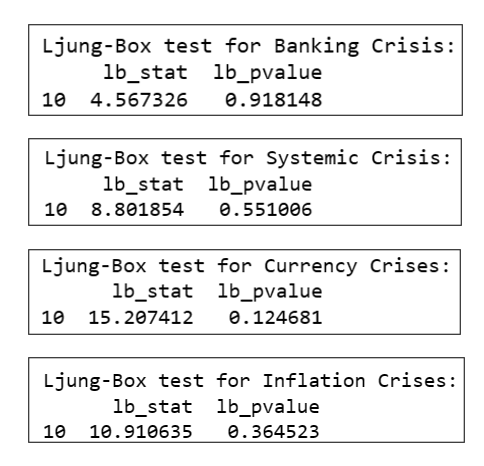 Ljung-Box test for Banking Crisis:
lb_stat lb_pvalue
10 4.567326 0.918148
Ljung-Box test for Systemic Crisis:
lb_stat lb_pvalue
10 8.801854 0.551006
Ljung-Box test for Currency Crises:
lb_stat lb_pvalue
10 15.207412 0.124681
Ljung-Box test for Inflation Crises:
lb_stat lb_pvalue
10 10.910635 0.364523